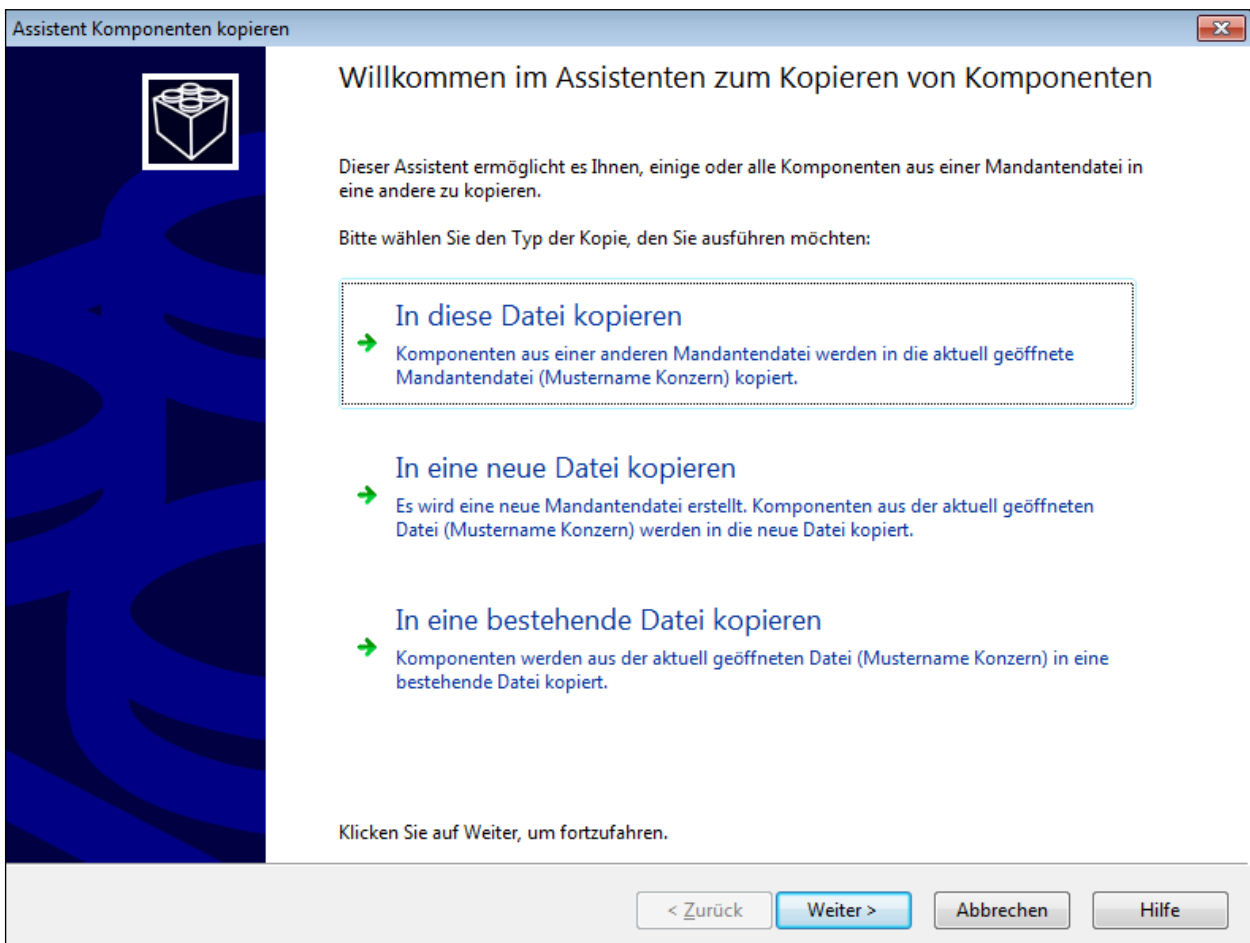 Assistent Komponenten kopieren
Willkommen im Assistenten zum Kopieren von Komponenten
Dieser Assistent ermöglicht es Ihnen, einige oder alle Komponenten aus einer Mandantendatei in
eine andere zu kopieren.
Bitte wählen Sie den Typ der Kopie, den Sie ausführen möchten:
In diese Datei kopieren
Komponenten aus einer anderen Mandantendatei werden in die aktuell geöffnete
Mandantendatei (Mustername Konzern) kopiert.
In eine neue Datei kopieren
Es wird eine neue Mandantendatei erstellt. Komponenten aus der aktuell geöffneten
Datei (Mustername Konzern) werden in die neue Datei kopiert.
In eine bestehende Datei kopieren
Komponenten werden aus der aktuell geöffneten Datei (Mustername Konzern) in eine
bestehende Datei kopiert.
Klicken Sie auf Weiter, um fortzufahren.
< Zurück Weiter > Abbrechen Hilfe